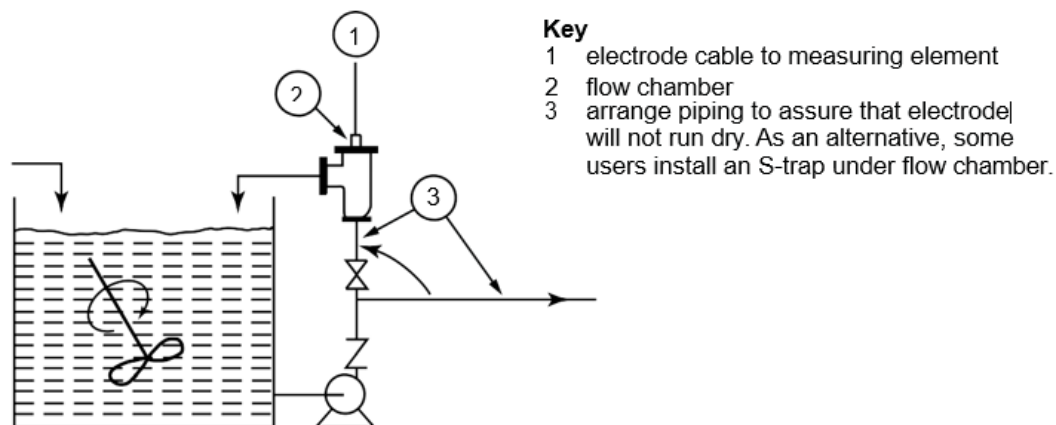 1
2
3
Key
1 electrode cable to measuring element
2 flow chamber
3 arrange piping to assure that electrode
will not run dry. As an alternative, some
users install an S-trap under flow chamber.